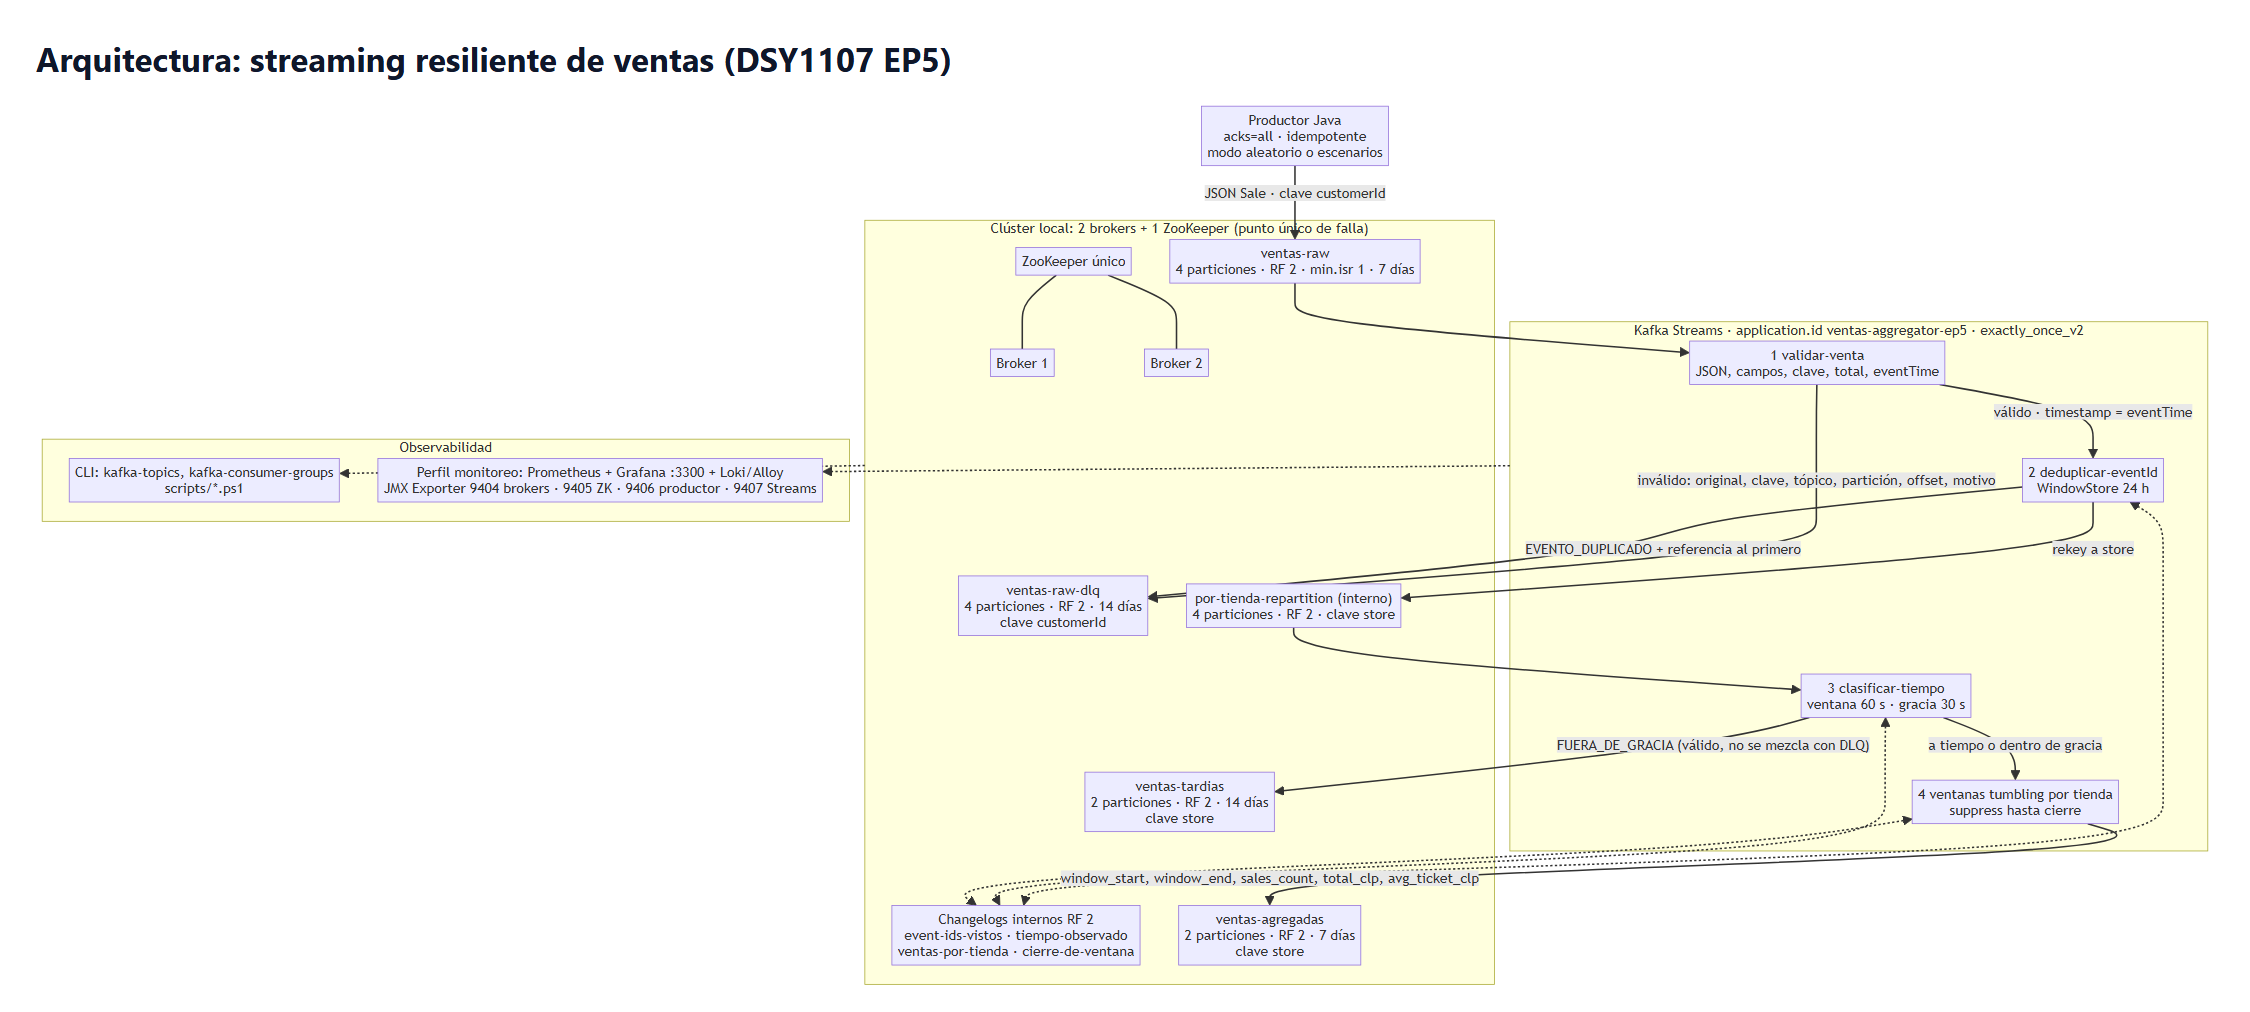 Arquitectura: streaming resiliente de ventas (DSY1107 EP5)
Productor Java
acks=all · idempotente
modo aleatorio o escenarios
JSON Sale · clave customerId
Clúster local: 2 brokers + 1 ZooKeeper (punto único de falla)
ZooKeeper único
ventas-raw
4 particiones · RF 2 · min.isr 1 · 7 días
Broker 1
Broker 2
Kafka Streams · application.id ventas-aggregator-ep5 · exactly_once_v2
1 validar-venta
JSON, campos, clave, total, eventTime
válido · timestamp = eventTime
Observabilidad
CLI: kafka-topics, kafka-consumer-groups
scripts/*.ps1
Perfil monitoreo: Prometheus + Grafana :3300 + Loki/Alloy
JMX Exporter 9404 brokers · 9405 ZK · 9406 productor · 9407 Streams
inválido: original, clave, tópico, partición, offset, motivo
2 deduplicar-eventId
WindowStore 24 h
EVENTO_DUPLICADO + referencia al primero
rekey a store
ventas-raw-dlq
4 particiones · RF 2 · 14 días
clave customerId
por-tienda-repartition (interno)
4 particiones · RF 2 · clave store
3 clasificar-tiempo
ventana 60 s · gracia 30 s
FUERA_DE_GRACIA (válido, no se mezcla con DLQ)
a tiempo o dentro de gracia
ventas-tardias
2 particiones · RF 2 · 14 días
clave store
4 ventanas tumbling por tienda
suppress hasta cierre
window_start, window_end, sales_count, total_clp, avg_ticket_clp
Changelogs internos RF 2
event-ids-vistos · tiempo-observado
ventas-por-tienda · cierre-de-ventana
ventas-agregadas
2 particiones · RF 2 · 7 días
clave store